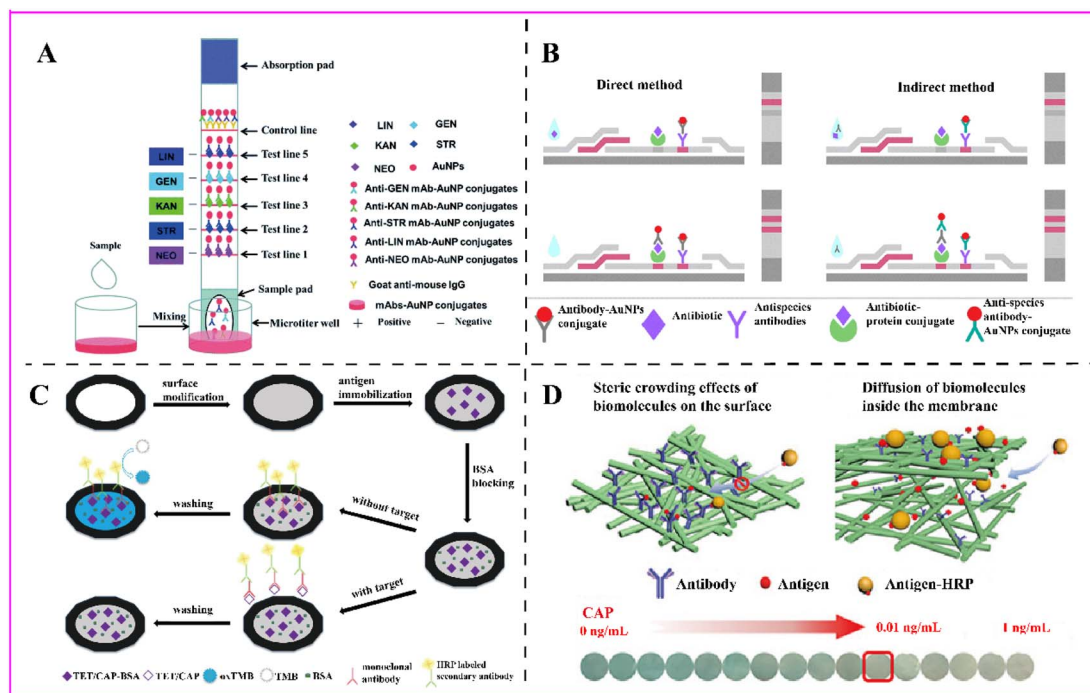 A
Absorption pad
Control line
LIN
Test line 5
GEN
Test line 4
KAN
Test line 3
STR
Test line 2
NEO
Test line 1
Sample
Sample pad
Mixing
Microtiter well
LIN
GEN
KAN
STR
NEO
AuNPs
Anti-GEN mAb-AuNP conjugates
Anti-KAN mAb-AuNP conjugates
Anti-STR mAb-AuNP conjugates
Anti-LIN mAb-AuNP conjugates
Anti-NEO mAb-AuNP conjugates
Goat anti-mouse IgG
mAbs-AuNP conjugates
+ Positive − Negative
B
Direct method
Indirect method
Antibody-AuNPs
conjugate
Antibiotic
Antispecies
antibodies
Antibiotic-
protein conjugate
Anti-species
antibody-
AuNPs conjugate
C
surface
modification
antigen
immobilization
BSA
blocking
without target
washing
with target
washing
TET/CAP-BSA
TET/CAP
oxTMB
TMB
BSA
monoclonal
antibody
HRP labeled
secondary antibody
D
Steric crowding effects of
biomolecules on the surface
Diffusion of biomolecules
inside the membrane
Antibody
Antigen
Antigen-HRP
CAP
0 ng/mL
0.01 ng/mL
1 ng/mL